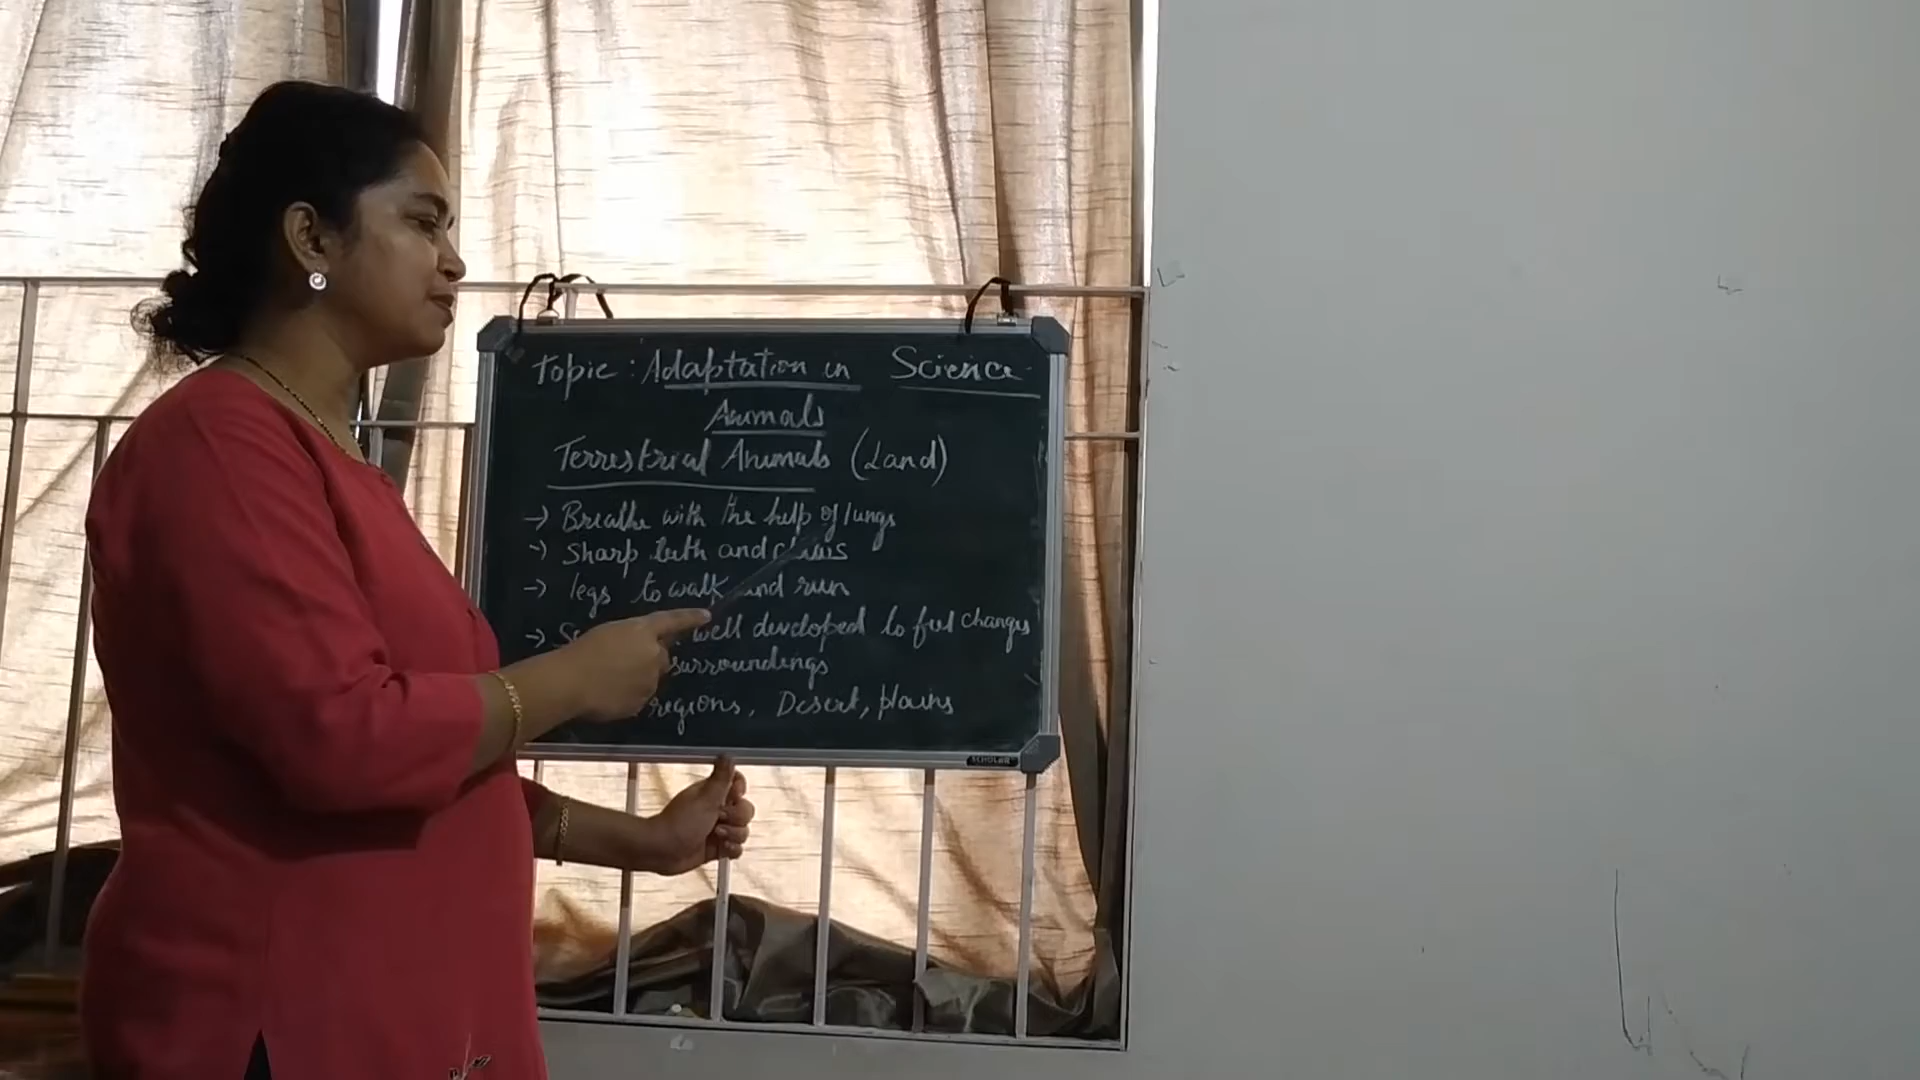 Topic : Adaptation in Science
Animals
Terrestrial Animals (Land)
→ Breathe with the help of lungs
→ Sharp teeth and claws
→ legs to walk and run
→ well developed to feel changes
surroundings
regions, Desert, plains
SCHOLAR